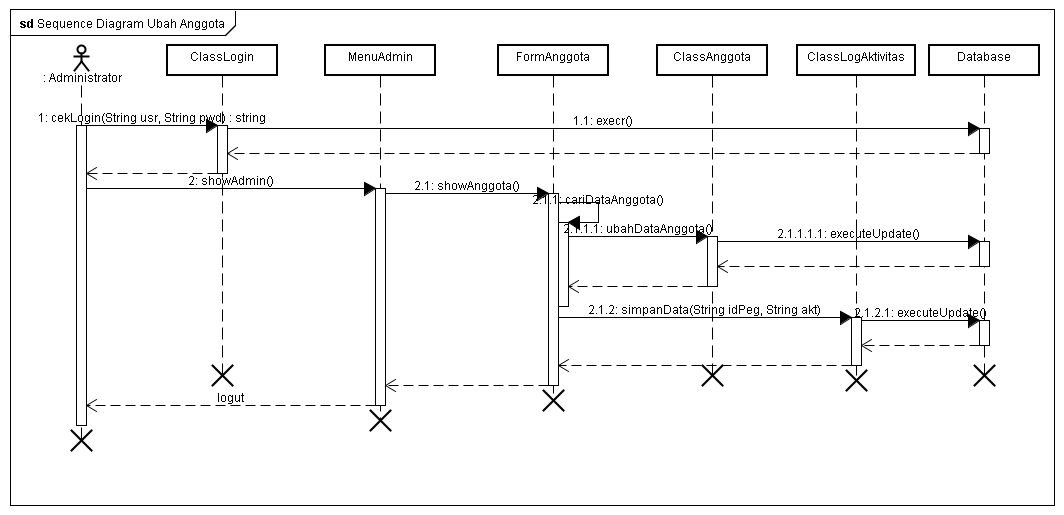 sd Sequence Diagram Ubah Anggota
: Administrator
ClassLogin
MenuAdmin
FormAnggota
ClassAnggota
ClassLogAktivitas
Database
1: cekLogin(String usr, String pwd) : string
1.1: execr()
2: showAdmin()
2.1: showAnggota()
2.1.1: cariDataAnggota()
2.1.1.1: ubahDataAnggota()
2.1.1.1.1: executeUpdate()
2.1.2: simpanData(String idPeg, String akt)
2.1.2.1: executeUpdate()
logut